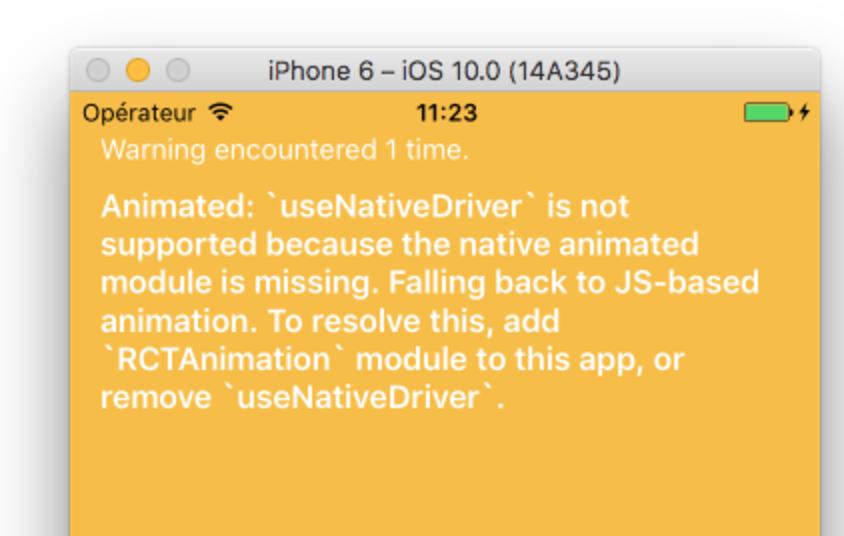 iPhone 6 – iOS 10.0 (14A345)
Opérateur 11:23
Warning encountered 1 time.
Animated: `useNativeDriver` is not
supported because the native animated
module is missing. Falling back to JS-based
animation. To resolve this, add
`RCTAnimation` module to this app, or
remove `useNativeDriver`.